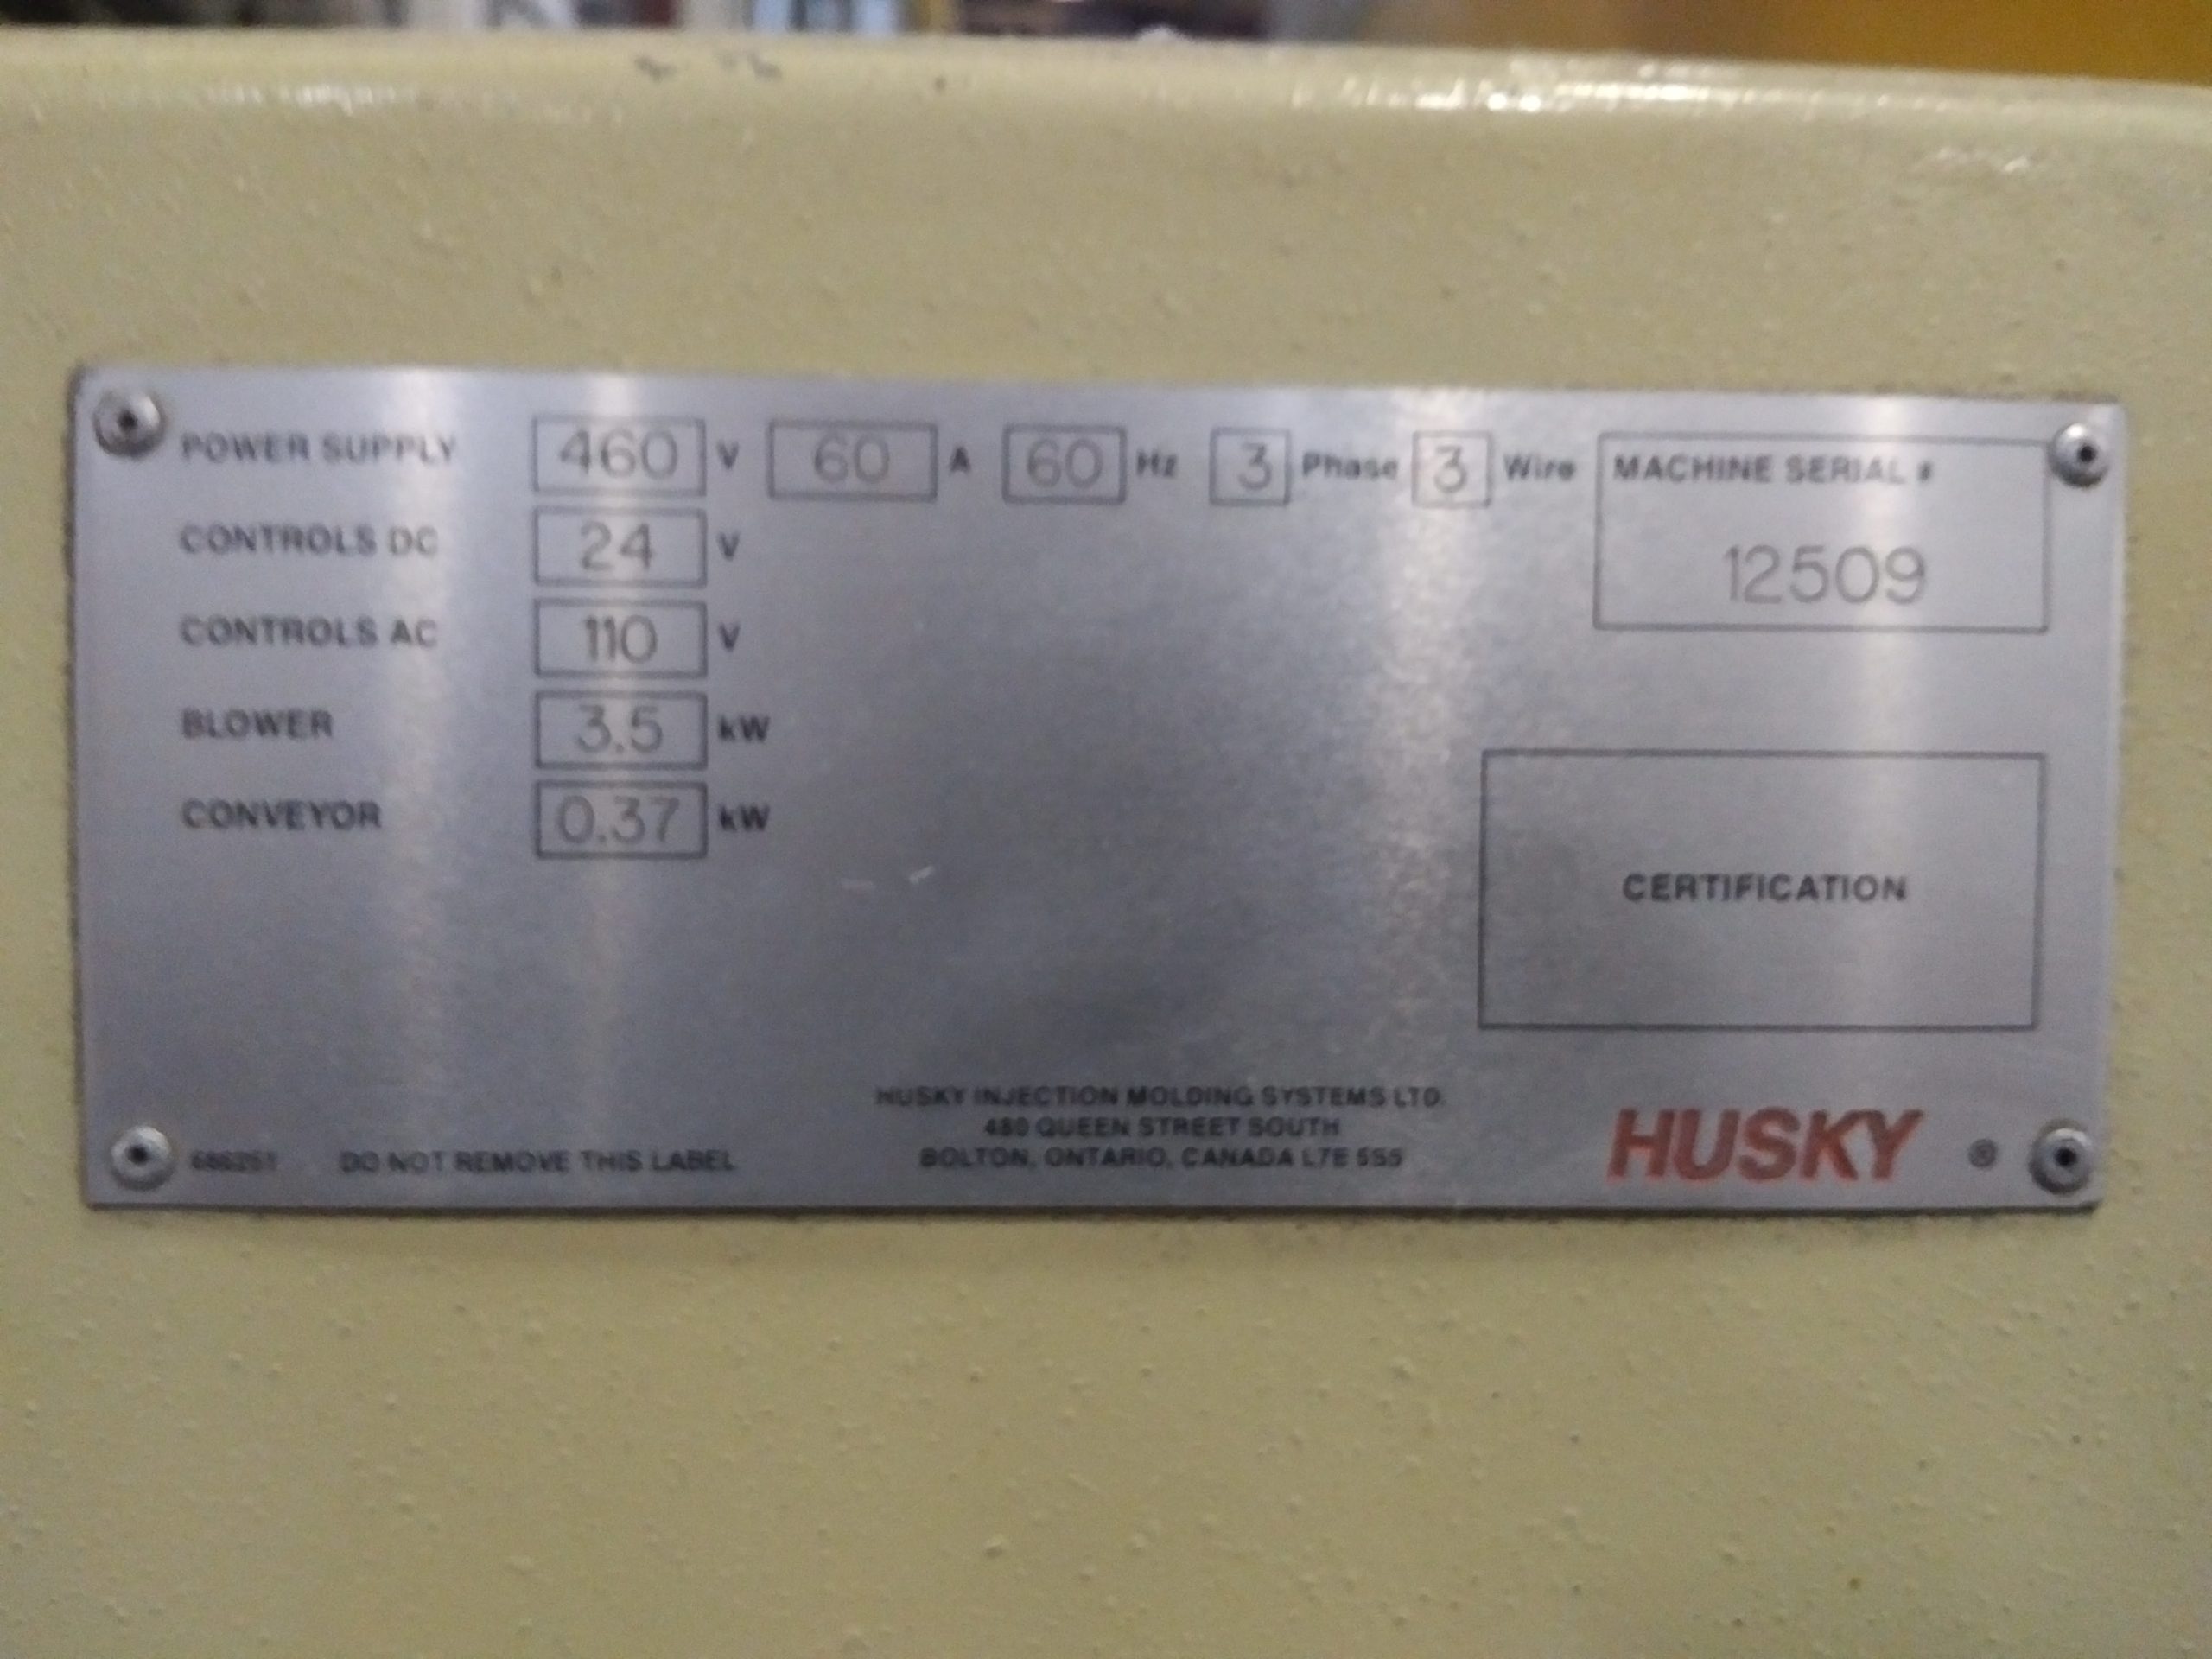 POWER SUPPLY 460 V 60 A 60 Hz 3 Phase 3 Wire
MACHINE SERIAL #
12509
CONTROLS DC 24 V
CONTROLS AC 110 V
BLOWER 3.5 kW
CONVEYOR 0.37 kW
CERTIFICATION
HUSKY INJECTION MOLDING SYSTEMS LTD.
480 QUEEN STREET SOUTH
BOLTON, ONTARIO, CANADA L7E 5S5
DO NOT REMOVE THIS LABEL
HUSKY ®